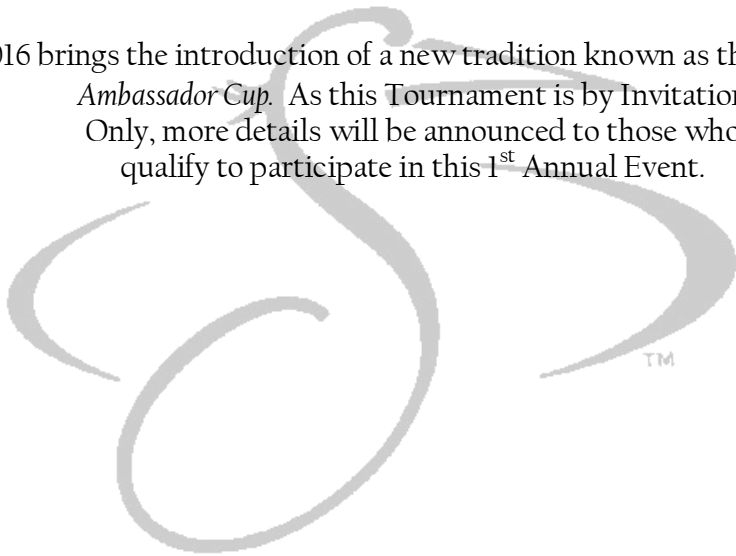 016 brings the introduction of a new tradition known as th
Ambassador Cup. As this Tournament is by Invitation
Only, more details will be announced to those who
qualify to participate in this 1st Annual Event.
TM